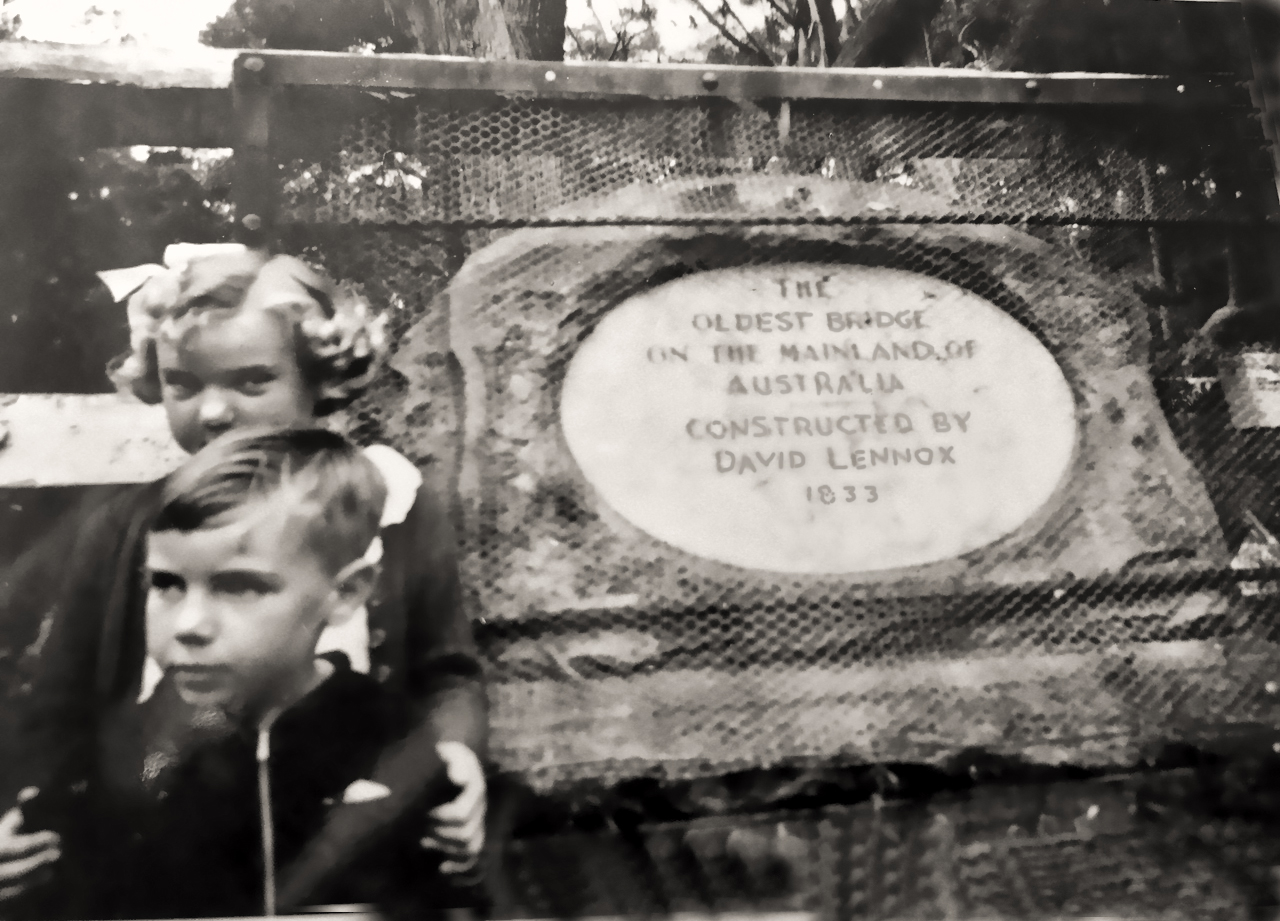 THE
OLDEST BRIDGE
ON THE MAINLAND OF
AUSTRALIA
CONSTRUCTED BY
DAVID LENNOX
1833